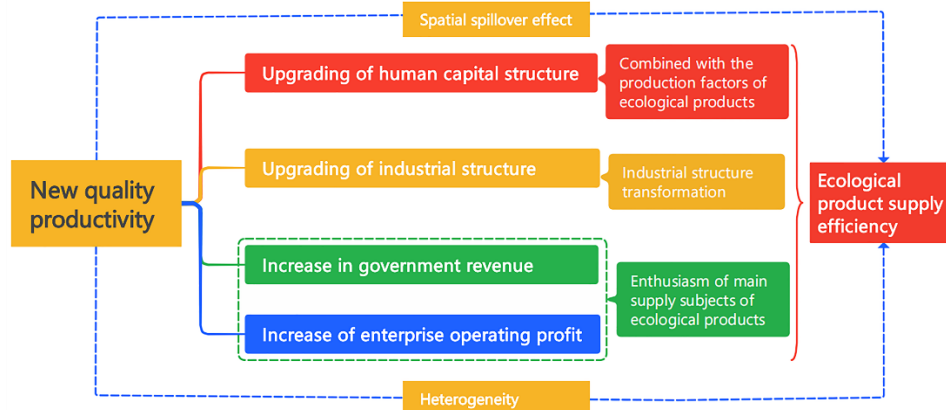 Spatial spillover effect
Upgrading of human capital structure
Combined with the
production factors of
ecological products
Upgrading of industrial structure
Industrial structure
transformation
New quality
productivity
Ecological
product supply
efficiency
Increase in government revenue
Increase of enterprise operating profit
Enthusiasm of main
supply subjects of
ecological products
Heterogeneity